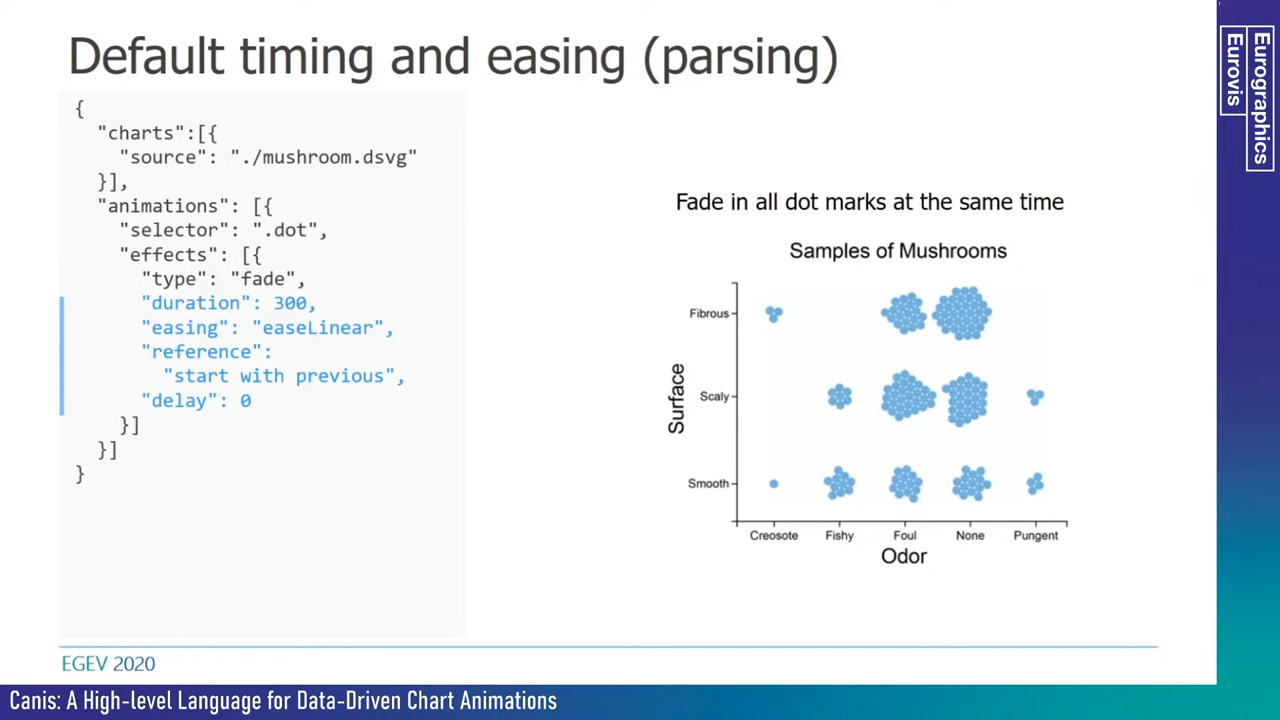 Default timing and easing (parsing)
{
"charts":[{
"source": "./mushroom.dsvg"
}],
"animations": [{
"selector": ".dot",
"effects": [{
"type": "fade",
"duration": 300,
"easing": "easeLinear",
"reference":
"start with previous",
"delay": 0
}]
}]
}
Fade in all dot marks at the same time
Samples of Mushrooms
Surface
Fibrous
Scaly
Smooth
Creosote Fishy Foul None Pungent
Odor
EGEV 2020
Canis: A High-level Language for Data-Driven Chart Animations
Eurovis
Eurographics